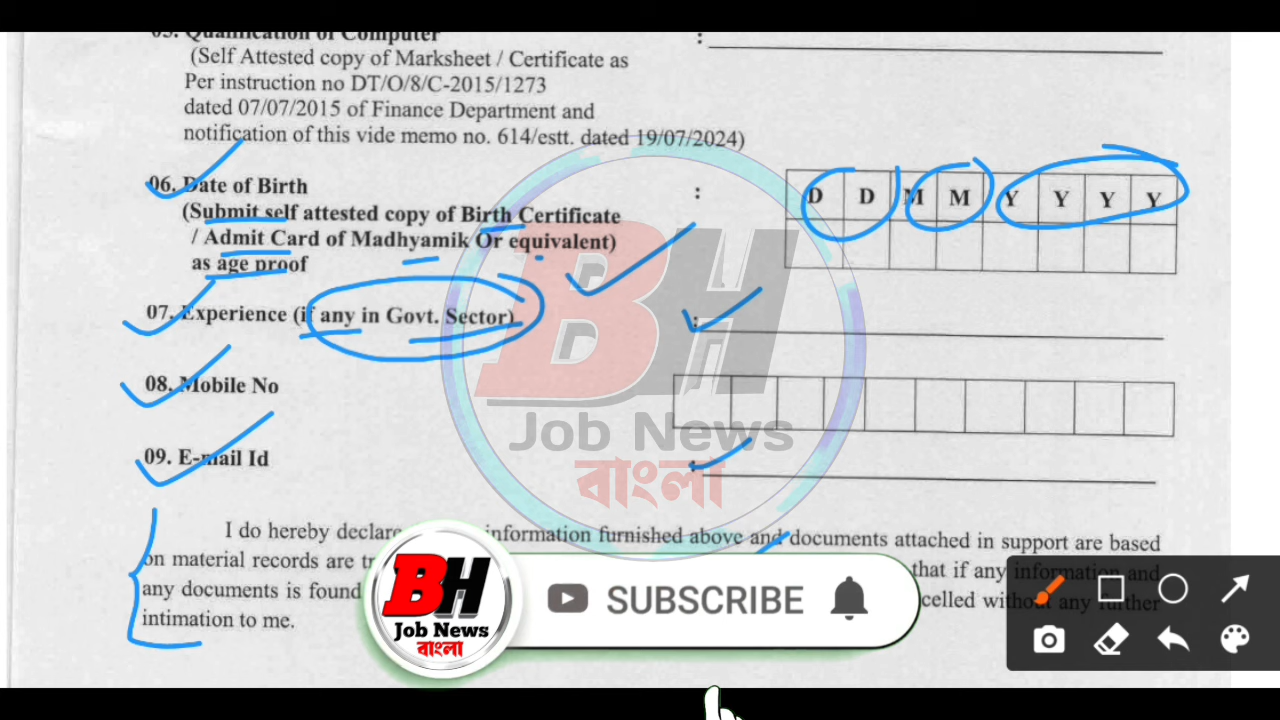 05. Qualification of Computer :
(Self Attested copy of Marksheet / Certificate as
Per instruction no DT/O/8/C-2015/1273
dated 07/07/2015 of Finance Department and
notification of this vide memo no. 614/estt. dated 19/07/2024)
06. Date of Birth : D D M M Y Y Y Y
(Submit self attested copy of Birth Certificate
/ Admit Card of Madhyamik Or equivalent)
as age proof
07. Experience (if any in Govt. Sector) :
08. Mobile No
09. E-mail Id :
BH
Job News
বাংলা
I do hereby declare information furnished above and documents attached in support are based
on material records are that if any information and
any documents is found without any further
intimation to me.
BH
Job News
বাংলা
SUBSCRIBE